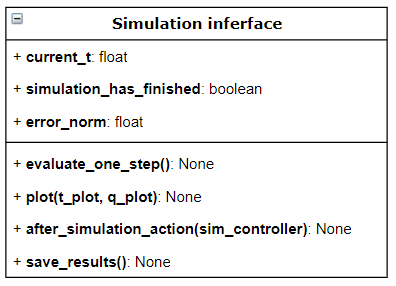 Simulation inferface
+ current_t: float
+ simulation_has_finished: boolean
+ error_norm: float
+ evaluate_one_step(): None
+ plot(t_plot, q_plot): None
+ after_simulation_action(sim_controller): None
+ save_results(): None